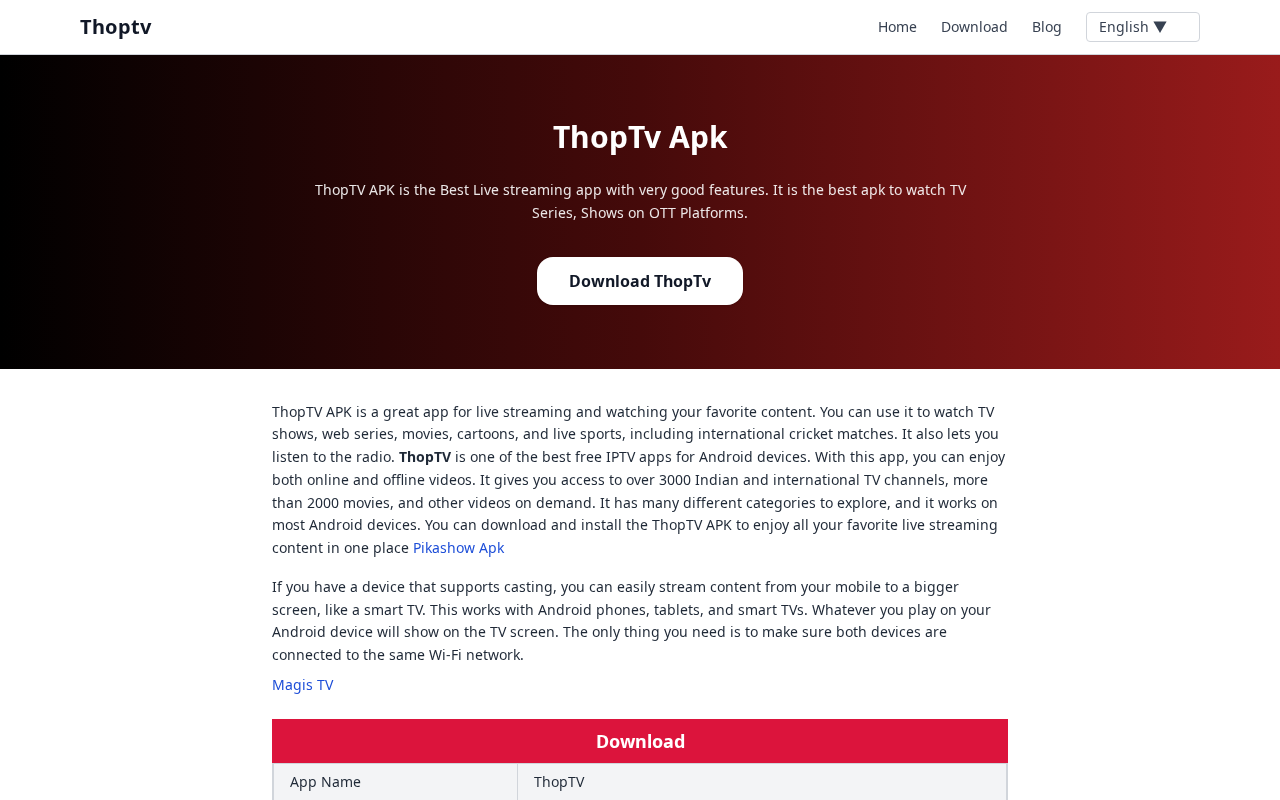 Thoptv
Home
Download
Blog
English ▼
ThopTv Apk
ThopTV APK is the Best Live streaming app with very good features. It is the best apk to watch TV
Series, Shows on OTT Platforms.
Download ThopTv
ThopTV APK is a great app for live streaming and watching your favorite content. You can use it to watch TV
shows, web series, movies, cartoons, and live sports, including international cricket matches. It also lets you
listen to the radio. ThopTV is one of the best free IPTV apps for Android devices. With this app, you can enjoy
both online and offline videos. It gives you access to over 3000 Indian and international TV channels, more
than 2000 movies, and other videos on demand. It has many different categories to explore, and it works on
most Android devices. You can download and install the ThopTV APK to enjoy all your favorite live streaming
content in one place Pikashow Apk
If you have a device that supports casting, you can easily stream content from your mobile to a bigger
screen, like a smart TV. This works with Android phones, tablets, and smart TVs. Whatever you play on your
Android device will show on the TV screen. The only thing you need is to make sure both devices are
connected to the same Wi-Fi network.
Magis TV
Download
App Name
ThopTV